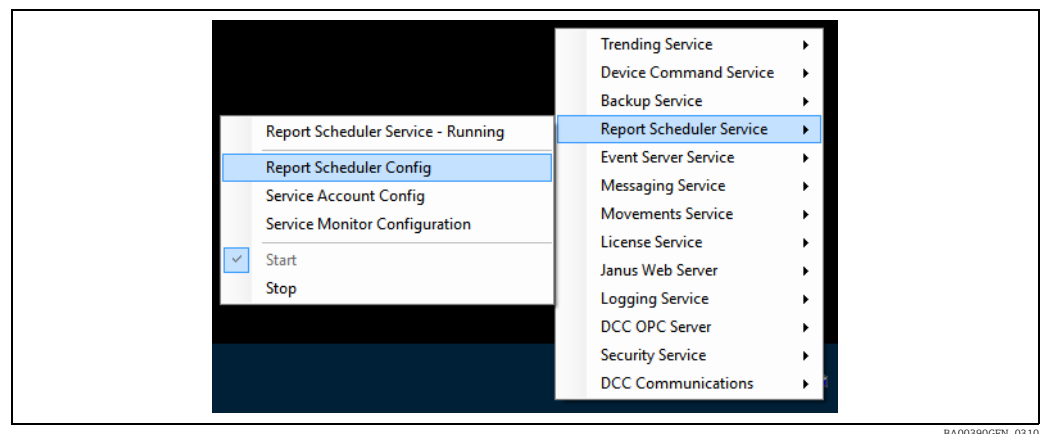 Trending Service
Device Command Service
Backup Service
Report Scheduler Service
Event Server Service
Messaging Service
Movements Service
License Service
Janus Web Server
Logging Service
DCC OPC Server
Security Service
DCC Communications
Report Scheduler Service - Running
Report Scheduler Config
Service Account Config
Service Monitor Configuration
Start
Stop
BA00390GEN_0310